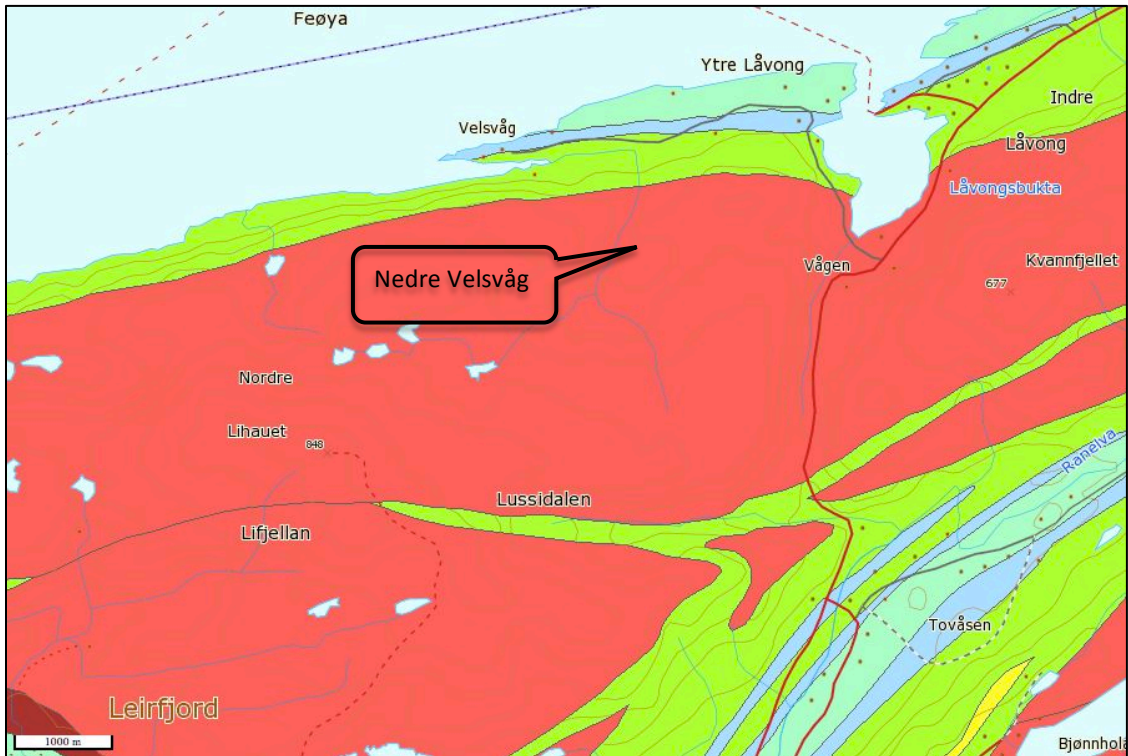 Feøya
Ytre Låvong
Indre
Velsvåg
Låvong
Låvongsbukta
Nedre Velsvåg
Vågen
Kvannfjellet
677
Nordre
Lihauet
848
Ranelva
Lussidalen
Lifjellan
Tovåsen
Leirfjord
1000 m